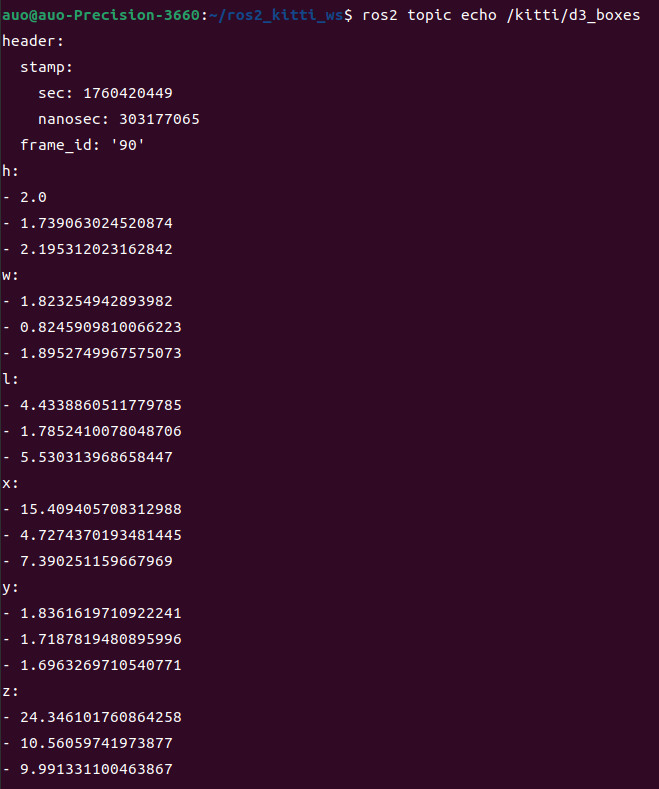 auo@auo-Precision-3660:~/ros2_kitti_ws$ ros2 topic echo /kitti/d3_boxes
header:
  stamp:
    sec: 1760420449
    nanosec: 303177065
  frame_id: '90'
h:
- 2.0
- 1.739063024520874
- 2.195312023162842
w:
- 1.823254942893982
- 0.8245909810066223
- 1.8952749967575073
l:
- 4.4338860511779785
- 1.7852410078048706
- 5.530313968658447
x:
- 15.409405708312988
- 4.7274370193481445
- 7.390251159667969
y:
- 1.8361619710922241
- 1.7187819480895996
- 1.6963269710540771
z:
- 24.346101760864258
- 10.56059741973877
- 9.991331100463867